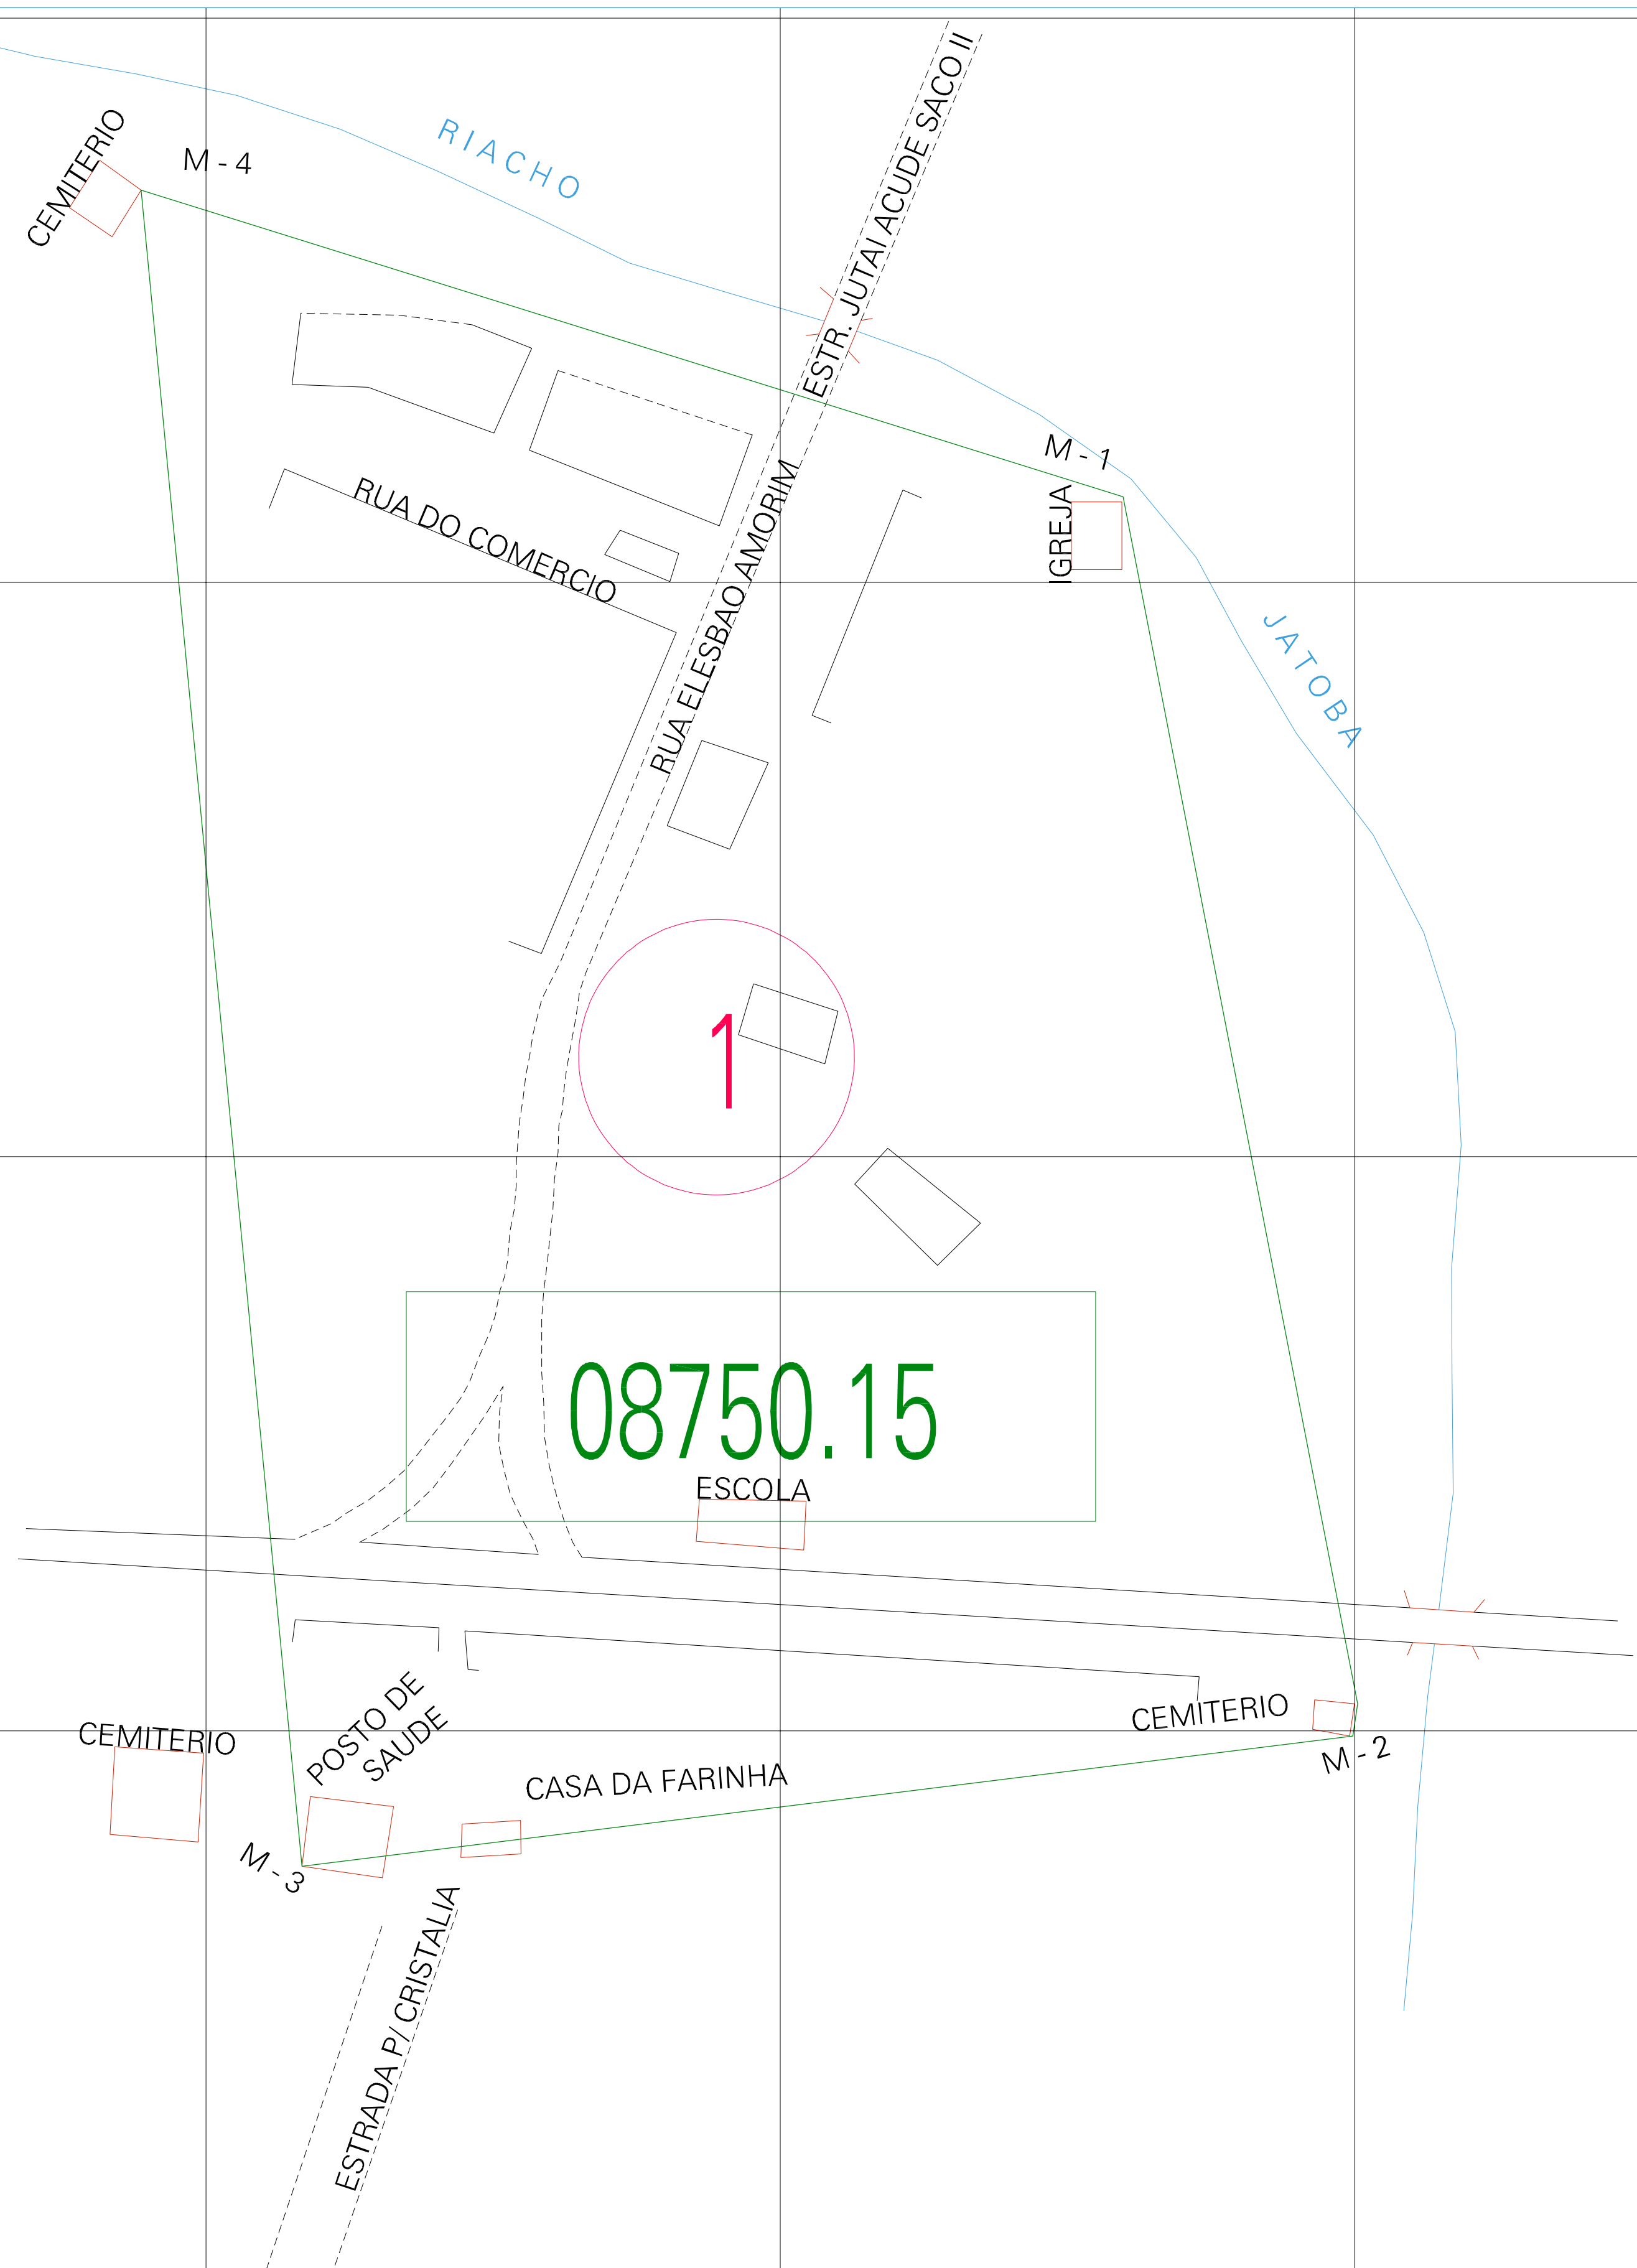 CEMITERIO
M - 4
RIACHO
ESTR. JUTAI ACUDE SACO II
M - 1
IGREJA
RUA DO COMERCIO
RUA ELESBAO AMORIM
JATOBA
1
08750.15
ESCOLA
POSTO DE
SAUDE
CEMITERIO
CEMITERIO
M - 2
CASA DA FARINHA
M - 3
ESTRADA P/ CRISTALIA